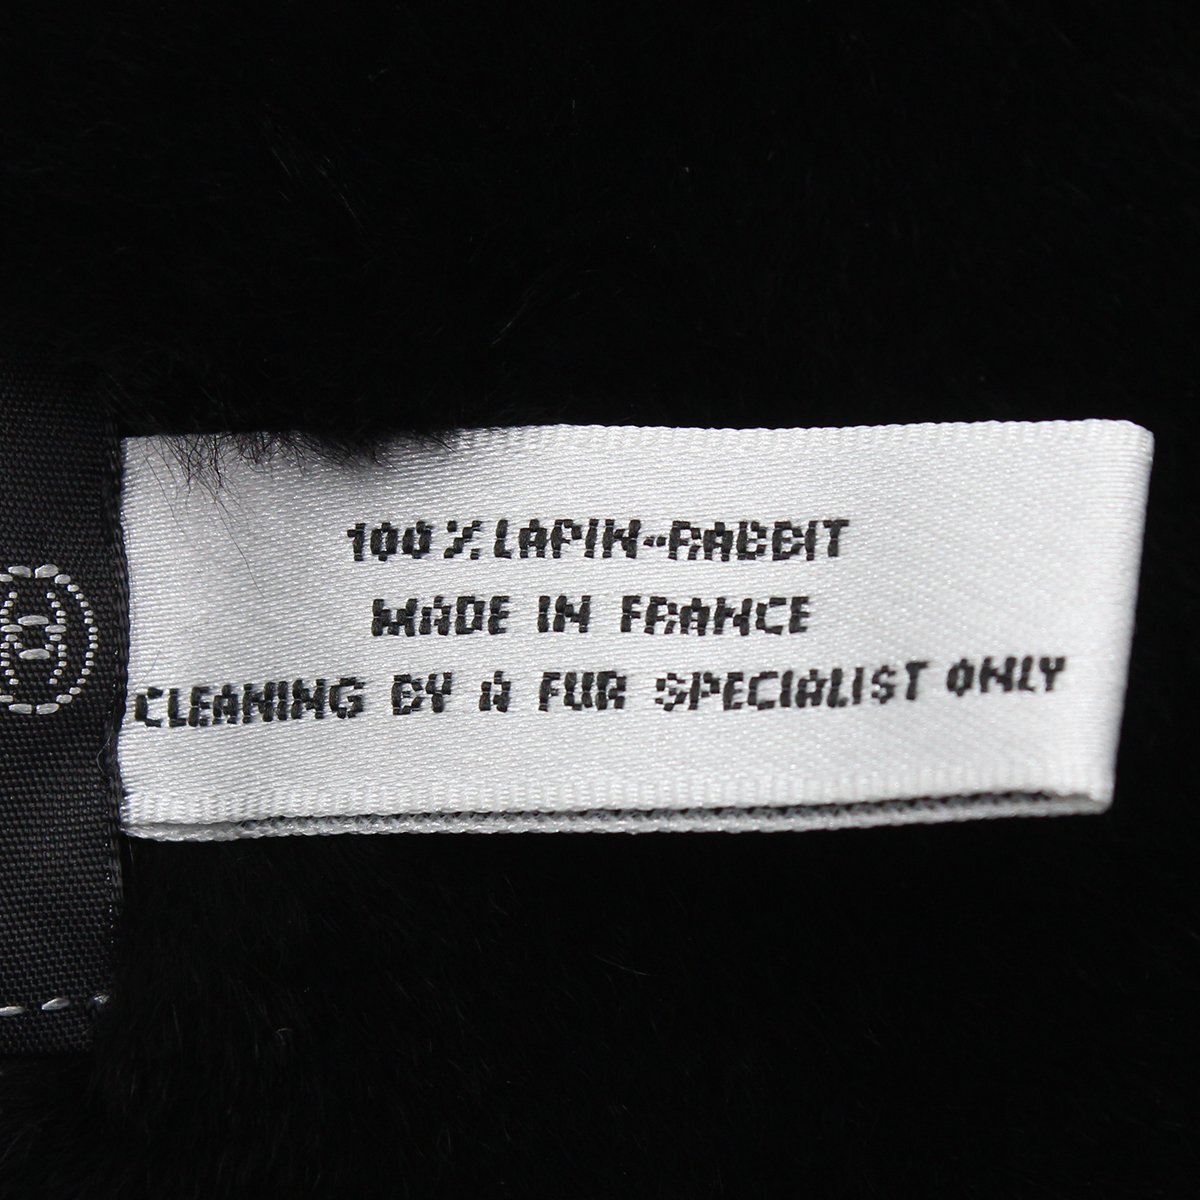 100% LAPIN-RABBIT
MADE IN FRANCE
CLEANING BY A FUR SPECIALIST ONLY
®